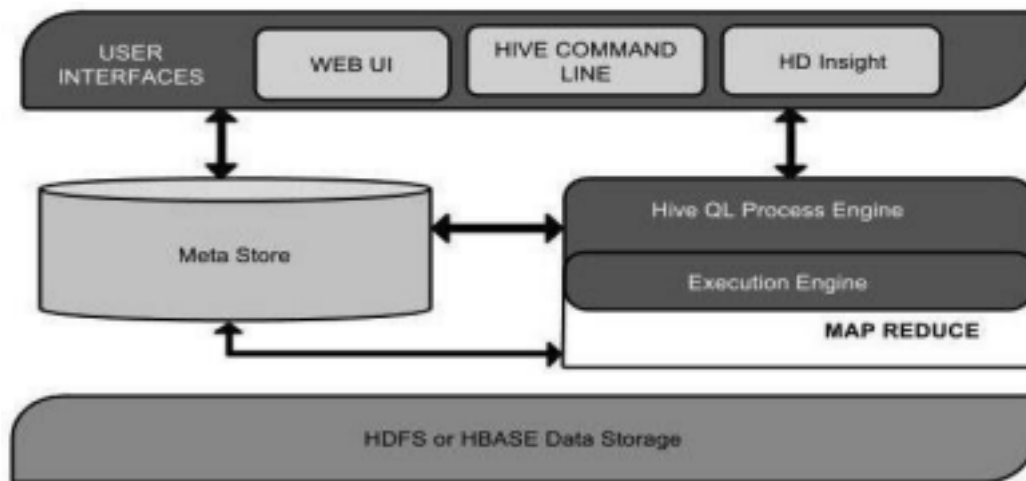 USER
INTERFACES
WEB UI
HIVE COMMAND
LINE
HD Insight
Meta Store
Hive QL Process Engine
Execution Engine
MAP REDUCE
HDFS or HBASE Data Storage